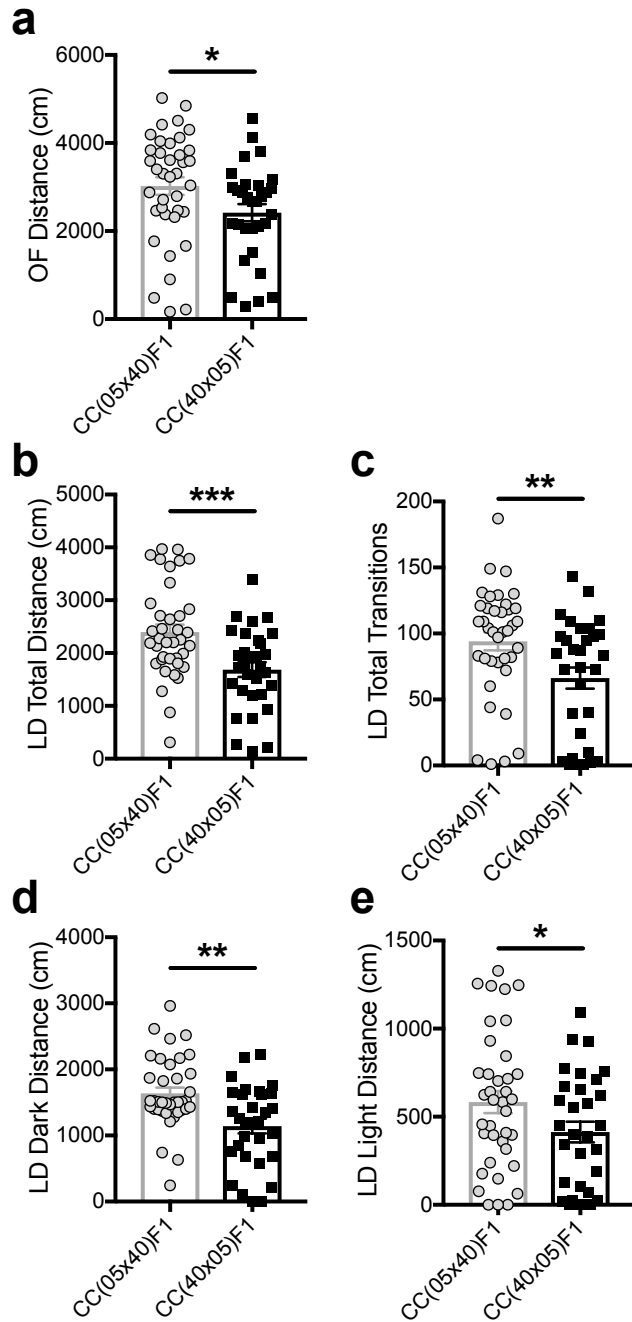 a
*
OF Distance (cm)
6000
4000
2000
0
CC(05x40)F1
CC(40x05)F1
b
***
LD Total Distance (cm)
5000
4000
3000
2000
1000
0
CC(05x40)F1
CC(40x05)F1
c
**
LD Total Transitions
200
150
100
50
0
CC(05x40)F1
CC(40x05)F1
d
**
LD Dark Distance (cm)
4000
3000
2000
1000
0
CC(05x40)F1
CC(40x05)F1
e
*
LD Light Distance (cm)
1500
1000
500
0
CC(05x40)F1
CC(40x05)F1